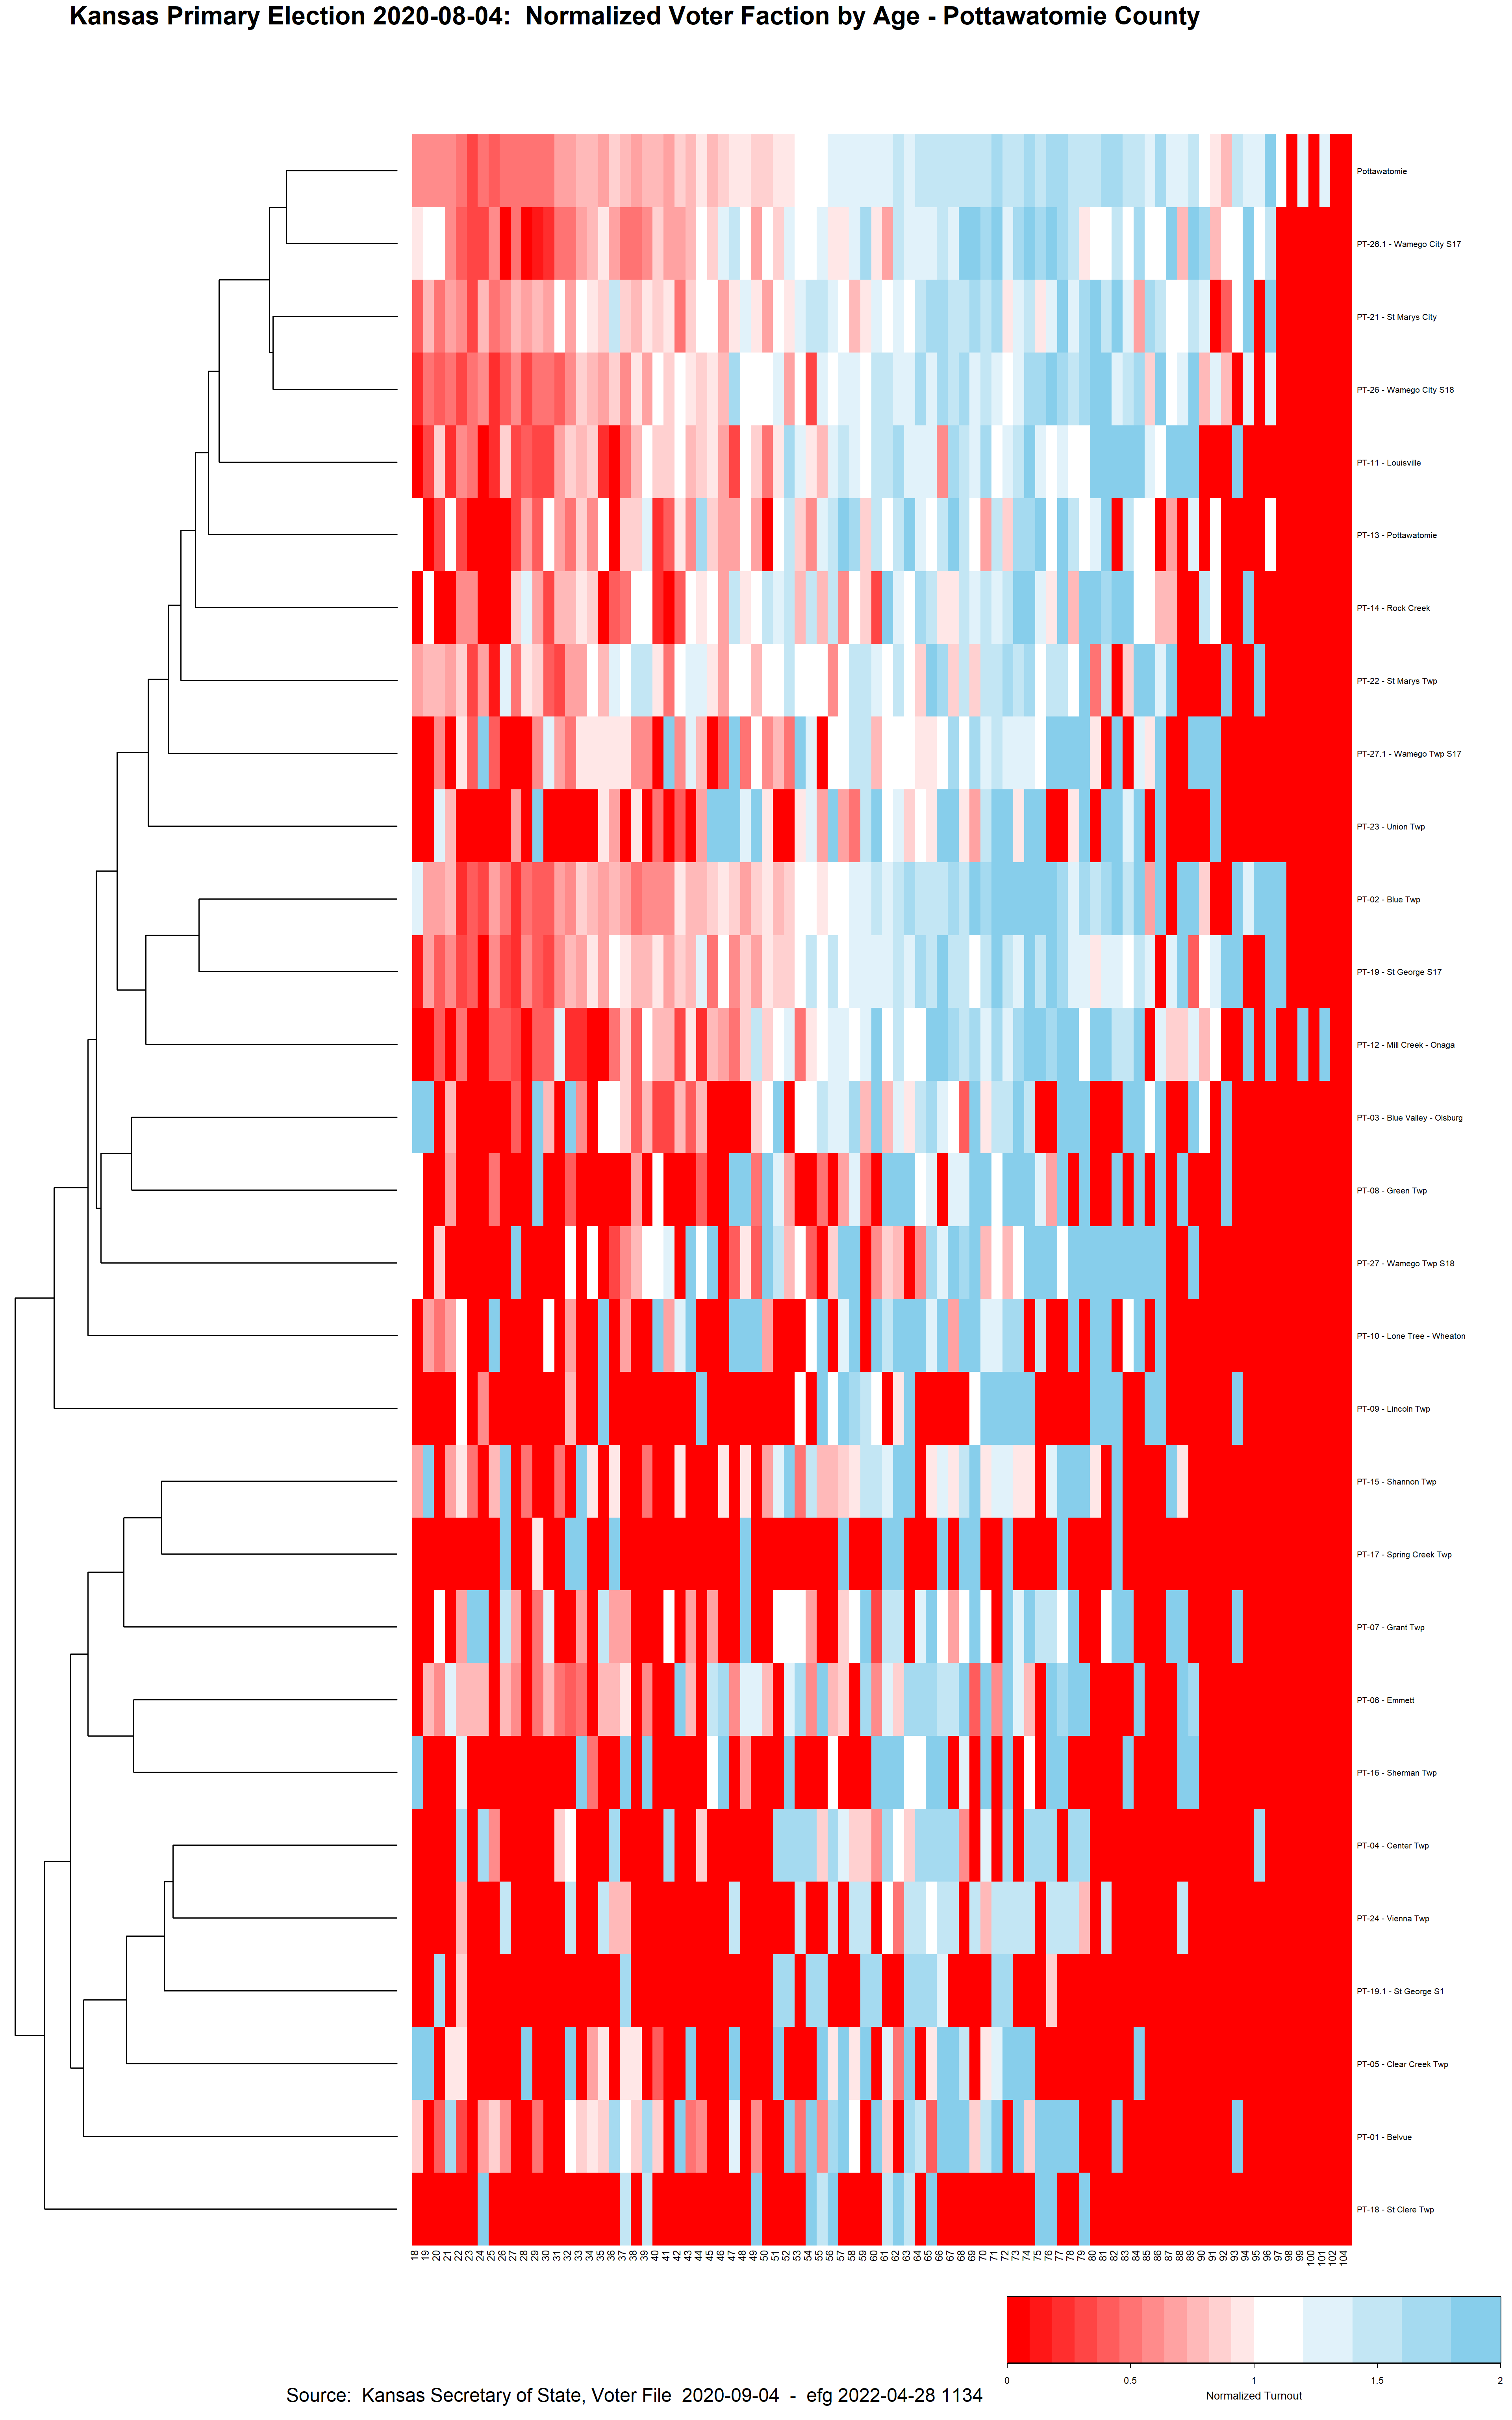 Kansas Primary Election 2020-08-04:  Normalized Voter Faction by Age - Pottawatomie County
Pottawatomie
PT-26.1 - Wamego City S17
PT-21 - St Marys City
PT-26 - Wamego City S18
PT-11 - Louisville
PT-13 - Pottawatomie
PT-14 - Rock Creek
PT-22 - St Marys Twp
PT-27.1 - Wamego Twp S17
PT-23 - Union Twp
PT-02 - Blue Twp
PT-19 - St George S17
PT-12 - Mill Creek - Onaga
PT-03 - Blue Valley - Olsburg
PT-08 - Green Twp
PT-27 - Wamego Twp S18
PT-10 - Lone Tree - Wheaton
PT-09 - Lincoln Twp
PT-15 - Shannon Twp
PT-17 - Spring Creek Twp
PT-07 - Grant Twp
PT-06 - Emmett
PT-16 - Sherman Twp
PT-04 - Center Twp
PT-24 - Vienna Twp
PT-19.1 - St George S1
PT-05 - Clear Creek Twp
PT-01 - Belvue
PT-18 - St Clere Twp
18 19 20 21 22 23 24 25 26 27 28 29 30 31 32 33 34 35 36 37 38 39 40 41 42 43 44 45 46 47 48 49 50 51 52 53 54 55 56 57 58 59 60 61 62 63 64 65 66 67 68 69 70 71 72 73 74 75 76 77 78 79 80 81 82 83 84 85 86 87 88 89 90 91 92 93 94 95 96 97 98 99 100 101 102 104
0 0.5 1 1.5 2
Normalized Turnout
Source:  Kansas Secretary of State, Voter File  2020-09-04  -  efg 2022-04-28 1134